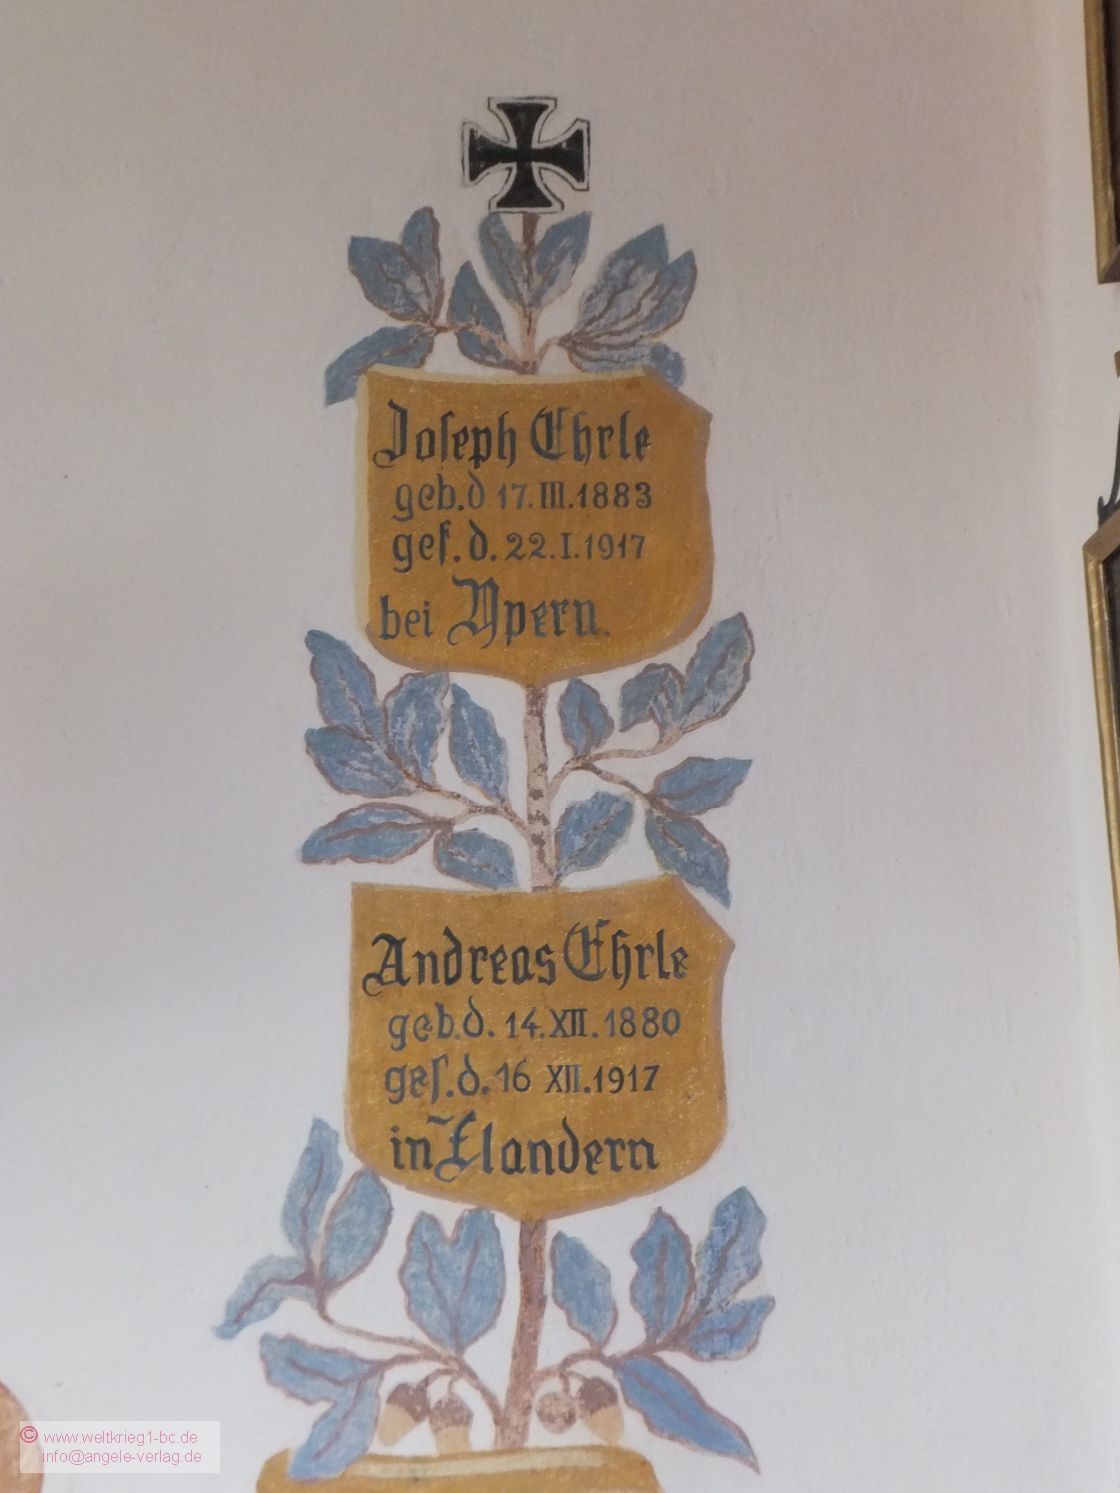 Joseph Ehrle
geb.d 17.III.1883
gef.d.22.I.1917
bei Ypern.
Andreas Ehrle
geb.d.14.XII.1880
gef.d.16 XII.1917
in Flandern
© www.weltkrieg1-bc.de
info@angele-verlag.de